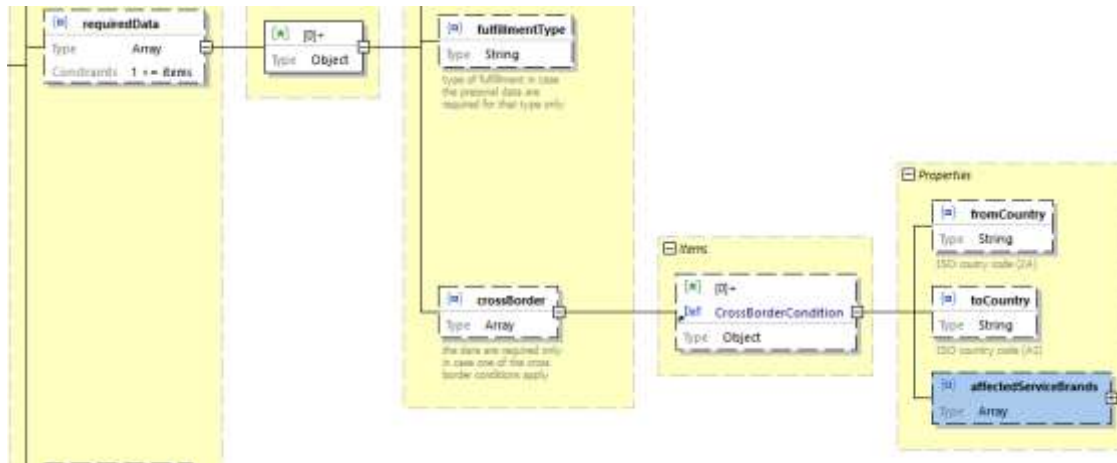 requiredData
Type Array
Constraints 1 <= items
[0]+
Type Object
fulfillmentType
Type String
type of fulfillment in case
the presonal data are
required for that type only
crossBorder
Type Array
the data are required only
in case one of the cross
border conditions apply
Items
[0]+
Def CrossBorderCondition
Type Object
Properties
fromCountry
Type String
ISO country code (2A)
toCountry
Type String
ISO country code (A2)
affectedServiceBrands
Type Array